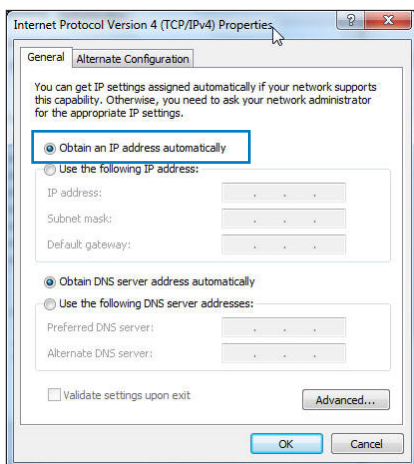 Internet Protocol Version 4 (TCP/IPv4) Properties
General
Alternate Configuration
You can get IP settings assigned automatically if your network supports
this capability. Otherwise, you need to ask your network administrator
for the appropriate IP settings.
Obtain an IP address automatically
Use the following IP address:
IP address:
Subnet mask:
Default gateway:
Obtain DNS server address automatically
Use the following DNS server addresses:
Preferred DNS server:
Alternate DNS server:
Validate settings upon exit
Advanced...
OK
Cancel